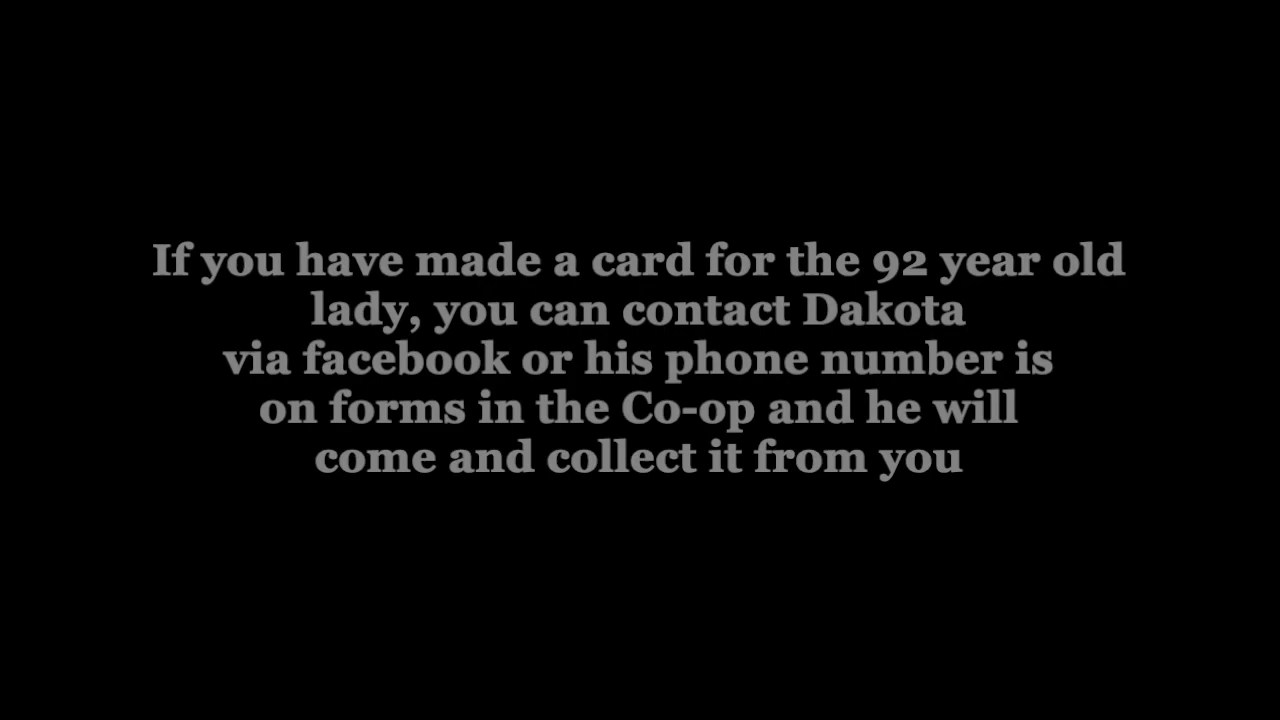 If you have made a card for the 92 year old
lady, you can contact Dakota
via facebook or his phone number is
on forms in the Co-op and he will
come and collect it from you